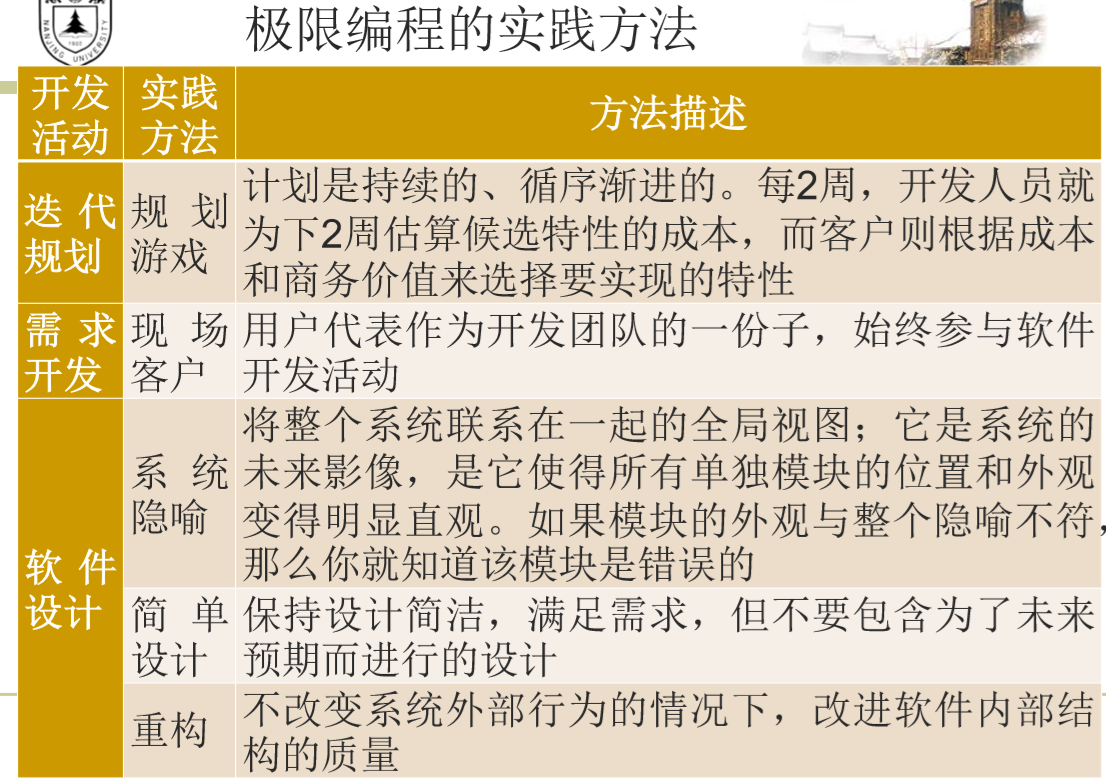 NANJING UNIVERSITY
1902
极限编程的实践方法
开发
活动
实践
方法
方法描述
迭代
规划
规划
游戏
计划是持续的、循序渐进的。每2周，开发人员就
为下2周估算候选特性的成本，而客户则根据成本
和商务价值来选择要实现的特性
需求
开发
现场
客户
用户代表作为开发团队的一份子，始终参与软件
开发活动
软件
设计
系统
隐喻
将整个系统联系在一起的全局视图；它是系统的
未来影像，是它使得所有单独模块的位置和外观
变得明显直观。如果模块的外观与整个隐喻不符，
那么你就知道该模块是错误的
简单
设计
保持设计简洁，满足需求，但不要包含为了未来
预期而进行的设计
重构
不改变系统外部行为的情况下，改进软件内部结
构的质量